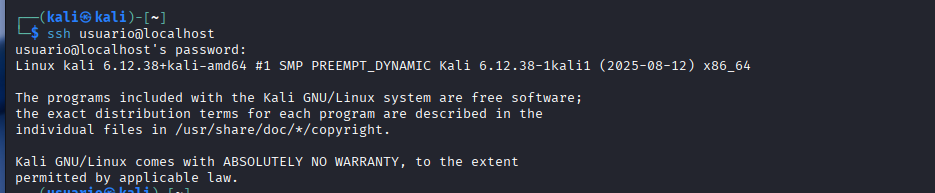 ┌──(kali㉿kali)-[~]
└─$ ssh usuario@localhost
usuario@localhost's password:
Linux kali 6.12.38+kali-amd64 #1 SMP PREEMPT_DYNAMIC Kali 6.12.38-1kali1 (2025-08-12) x86_64
The programs included with the Kali GNU/Linux system are free software;
the exact distribution terms for each program are described in the
individual files in /usr/share/doc/*/copyright.
Kali GNU/Linux comes with ABSOLUTELY NO WARRANTY, to the extent
permitted by applicable law.
(usuario㉿kali)-[~]